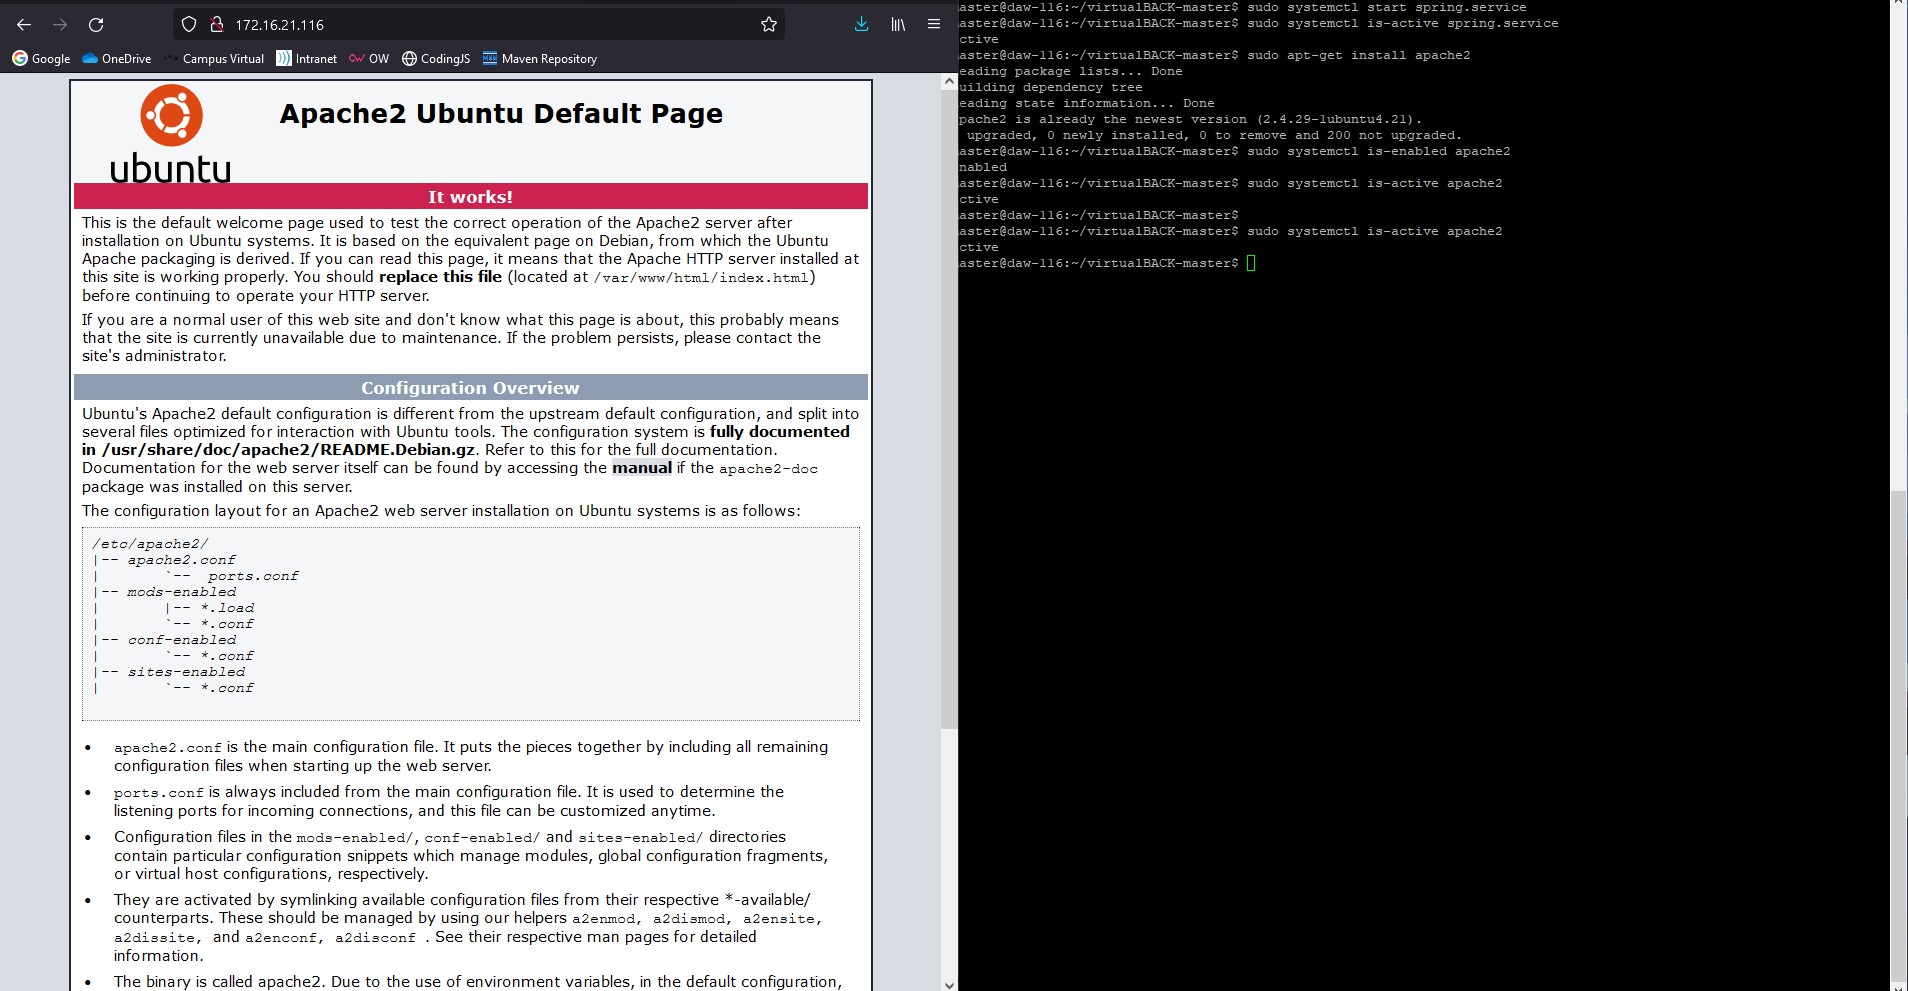 172.16.21.116
Google OneDrive Campus Virtual Intranet OW CodingJS Maven Repository
ubuntu
Apache2 Ubuntu Default Page
It works!
This is the default welcome page used to test the correct operation of the Apache2 server after
installation on Ubuntu systems. It is based on the equivalent page on Debian, from which the Ubuntu
Apache packaging is derived. If you can read this page, it means that the Apache HTTP server installed at
this site is working properly. You should replace this file (located at /var/www/html/index.html)
before continuing to operate your HTTP server.
If you are a normal user of this web site and don't know what this page is about, this probably means
that the site is currently unavailable due to maintenance. If the problem persists, please contact the
site's administrator.
Configuration Overview
Ubuntu's Apache2 default configuration is different from the upstream default configuration, and split into
several files optimized for interaction with Ubuntu tools. The configuration system is fully documented
in /usr/share/doc/apache2/README.Debian.gz. Refer to this for the full documentation.
Documentation for the web server itself can be found by accessing the manual if the apache2-doc
package was installed on this server.
The configuration layout for an Apache2 web server installation on Ubuntu systems is as follows:
/etc/apache2/
|-- apache2.conf
|       `--  ports.conf
|-- mods-enabled
|       |-- *.load
|       `-- *.conf
|-- conf-enabled
|       `-- *.conf
|-- sites-enabled
|       `-- *.conf
• apache2.conf is the main configuration file. It puts the pieces together by including all remaining
configuration files when starting up the web server.
• ports.conf is always included from the main configuration file. It is used to determine the
listening ports for incoming connections, and this file can be customized anytime.
• Configuration files in the mods-enabled/, conf-enabled/ and sites-enabled/ directories
contain particular configuration snippets which manage modules, global configuration fragments,
or virtual host configurations, respectively.
• They are activated by symlinking available configuration files from their respective *-available/
counterparts. These should be managed by using our helpers a2enmod, a2dismod, a2ensite,
a2dissite, and a2enconf, a2disconf . See their respective man pages for detailed
information.
• The binary is called apache2. Due to the use of environment variables, in the default configuration,
aster@daw-116:~/virtualBACK-master$ sudo systemctl start spring.service
aster@daw-116:~/virtualBACK-master$ sudo systemctl is-active spring.service
ctive
aster@daw-116:~/virtualBACK-master$ sudo apt-get install apache2
eading package lists... Done
uilding dependency tree
eading state information... Done
pache2 is already the newest version (2.4.29-1ubuntu4.21).
upgraded, 0 newly installed, 0 to remove and 200 not upgraded.
aster@daw-116:~/virtualBACK-master$ sudo systemctl is-enabled apache2
nabled
aster@daw-116:~/virtualBACK-master$ sudo systemctl is-active apache2
ctive
aster@daw-116:~/virtualBACK-master$
aster@daw-116:~/virtualBACK-master$ sudo systemctl is-active apache2
ctive
aster@daw-116:~/virtualBACK-master$